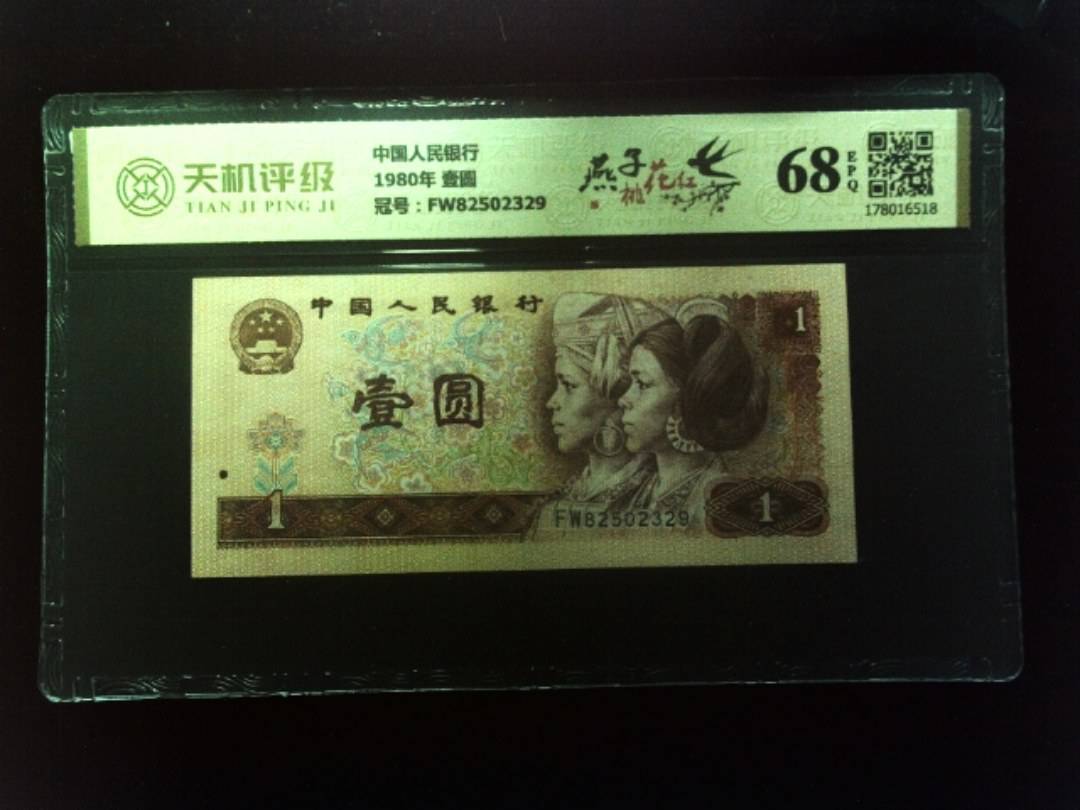 天机评级
TIAN JI PING JI
中国人民银行
1980年 壹圆
冠号：FW82502329
燕子
桃花红
68
EPQ
178016518
中国人民银行
1
壹圆
1
FW82502329
1